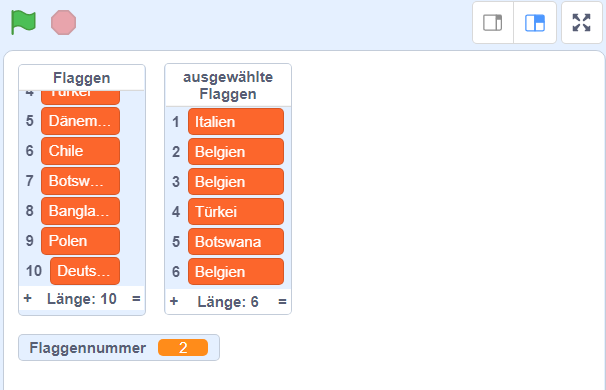 Flaggen
4 Türkei
5 Dänem...
6 Chile
7 Botsw...
8 Bangla...
9 Polen
10 Deuts...
+ Länge: 10 =
ausgewählte
Flaggen
1 Italien
2 Belgien
3 Belgien
4 Türkei
5 Botswana
6 Belgien
+ Länge: 6 =
Flaggennummer 2